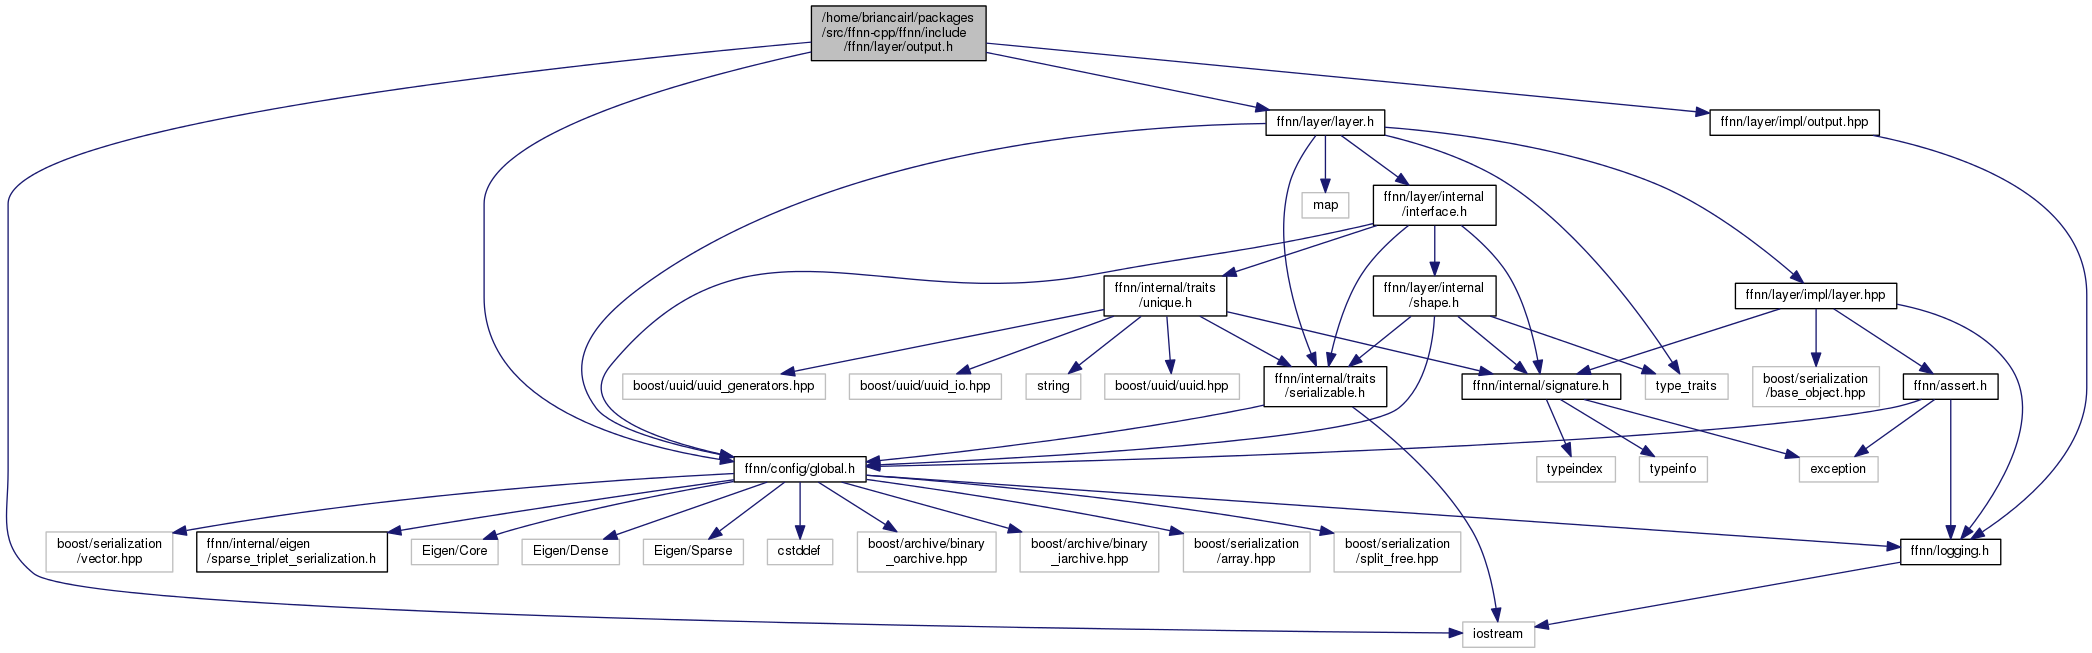 /home/briancairl/packages
/src/ffnn-cpp/ffnn/include
/ffnn/layer/output.h
ffnn/layer/layer.h
ffnn/layer/impl/output.hpp
map
ffnn/layer/internal
/interface.h
ffnn/internal/traits
/unique.h
ffnn/layer/internal
/shape.h
ffnn/layer/impl/layer.hpp
boost/uuid/uuid_generators.hpp
boost/uuid/uuid_io.hpp
string
boost/uuid/uuid.hpp
ffnn/internal/traits
/serializable.h
ffnn/internal/signature.h
type_traits
boost/serialization
/base_object.hpp
ffnn/assert.h
ffnn/config/global.h
typeindex
typeinfo
exception
boost/serialization
/vector.hpp
ffnn/internal/eigen
/sparse_triplet_serialization.h
Eigen/Core
Eigen/Dense
Eigen/Sparse
cstddef
boost/archive/binary
_oarchive.hpp
boost/archive/binary
_iarchive.hpp
boost/serialization
/array.hpp
boost/serialization
/split_free.hpp
ffnn/logging.h
iostream